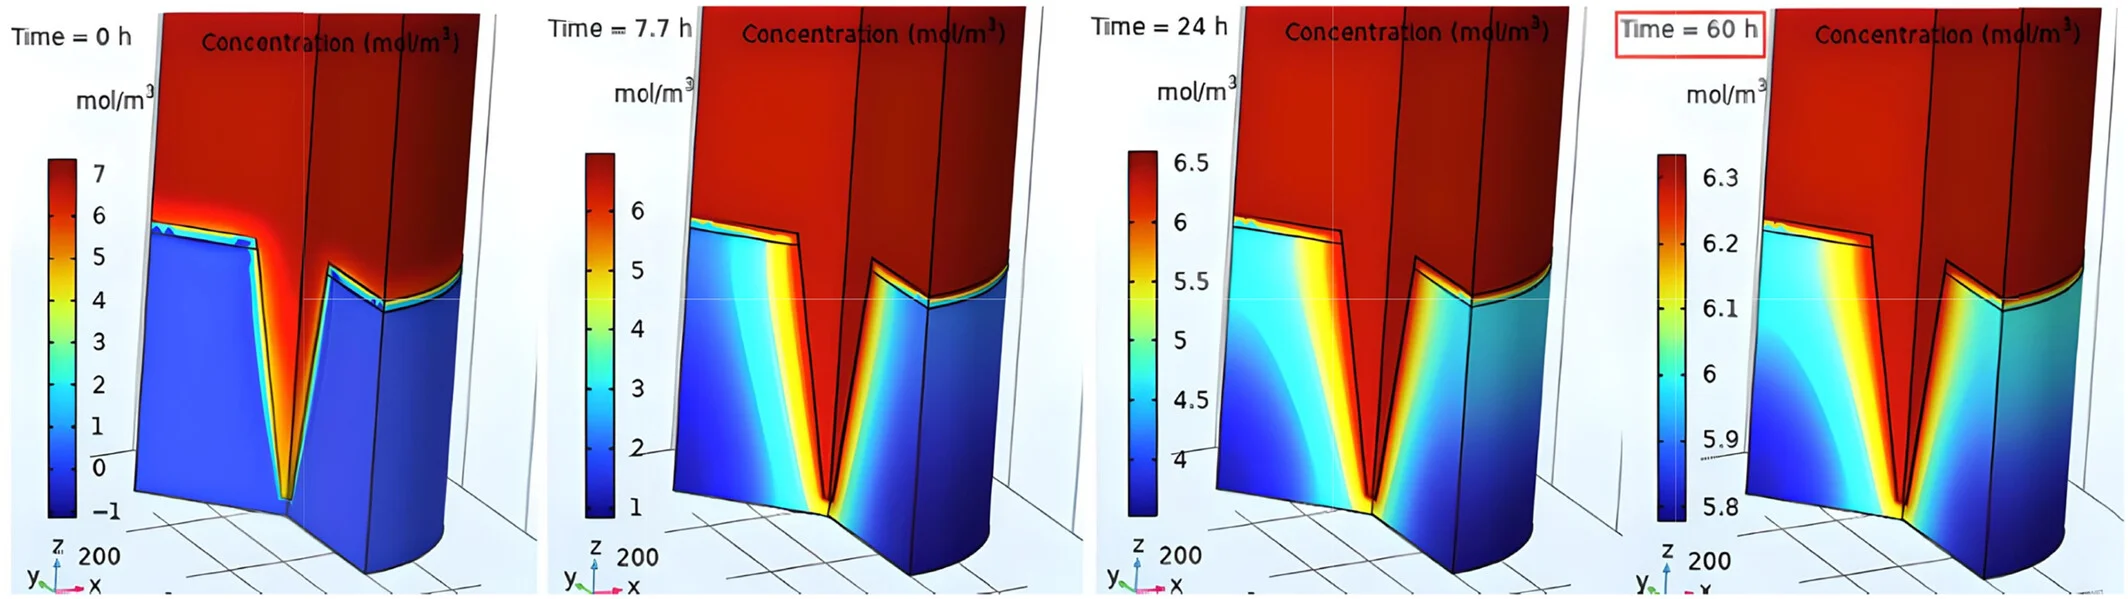 Time = 0 h
Concentration (mol/m³)
mol/m³
7
6
5
4
3
2
1
0
−1
200
z
y
x
Time = 7.7 h
Concentration (mol/m³)
mol/m³
6
5
4
3
2
1
200
z
y
x
Time = 24 h
Concentration (mol/m³)
mol/m³
6.5
6
5.5
5
4.5
4
200
z
y
x
Time = 60 h
Concentration (mol/m³)
mol/m³
6.3
6.2
6.1
6
5.9
5.8
200
z
y